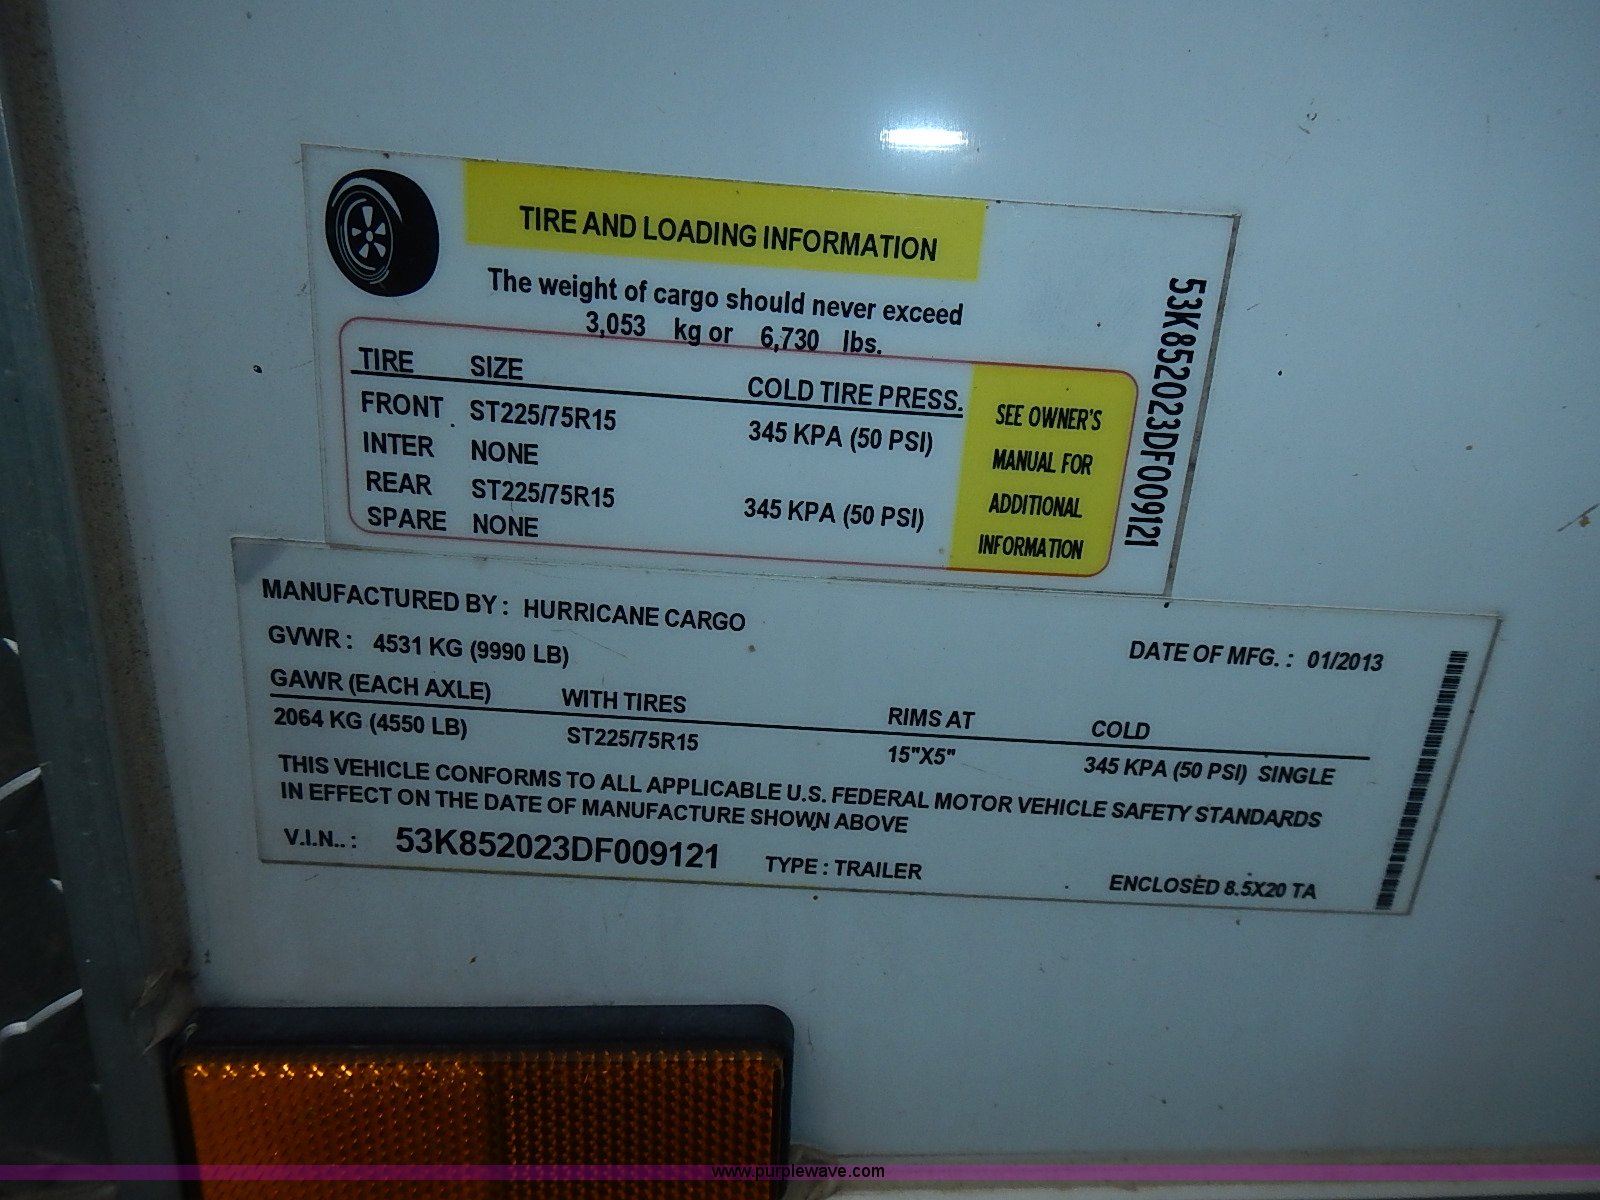 TIRE AND LOADING INFORMATION
The weight of cargo should never exceed
3,053 kg or 6,730 lbs.
TIRE SIZE COLD TIRE PRESS.
FRONT ST225/75R15 345 KPA (50 PSI)
INTER NONE
REAR ST225/75R15 345 KPA (50 PSI)
SPARE NONE
SEE OWNER'S
MANUAL FOR
ADDITIONAL
INFORMATION
53K852023DF009121
MANUFACTURED BY : HURRICANE CARGO
DATE OF MFG. : 01/2013
GVWR : 4531 KG (9990 LB)
GAWR (EACH AXLE) WITH TIRES RIMS AT COLD
2064 KG (4550 LB) ST225/75R15 15"X5" 345 KPA (50 PSI) SINGLE
THIS VEHICLE CONFORMS TO ALL APPLICABLE U.S. FEDERAL MOTOR VEHICLE SAFETY STANDARDS
IN EFFECT ON THE DATE OF MANUFACTURE SHOWN ABOVE
V.I.N.. : 53K852023DF009121 TYPE : TRAILER ENCLOSED 8.5X20 TA
www.purplewave.com